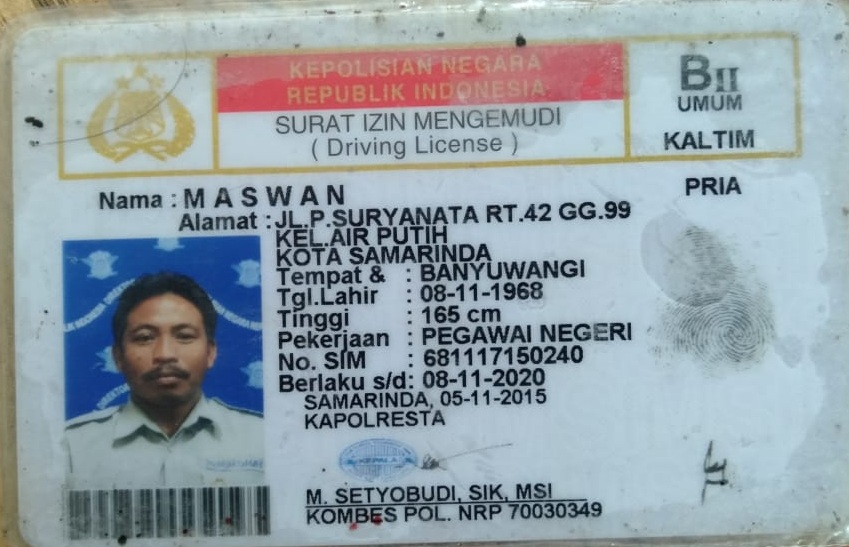 KEPOLISIAN NEGARA
REPUBLIK INDONESIA
SURAT IZIN MENGEMUDI
( Driving License )
BII
UMUM
KALTIM
PRIA
Nama : M A S W A N
Alamat : JL.P.SURYANATA RT.42 GG.99
KEL.AIR PUTIH
KOTA SAMARINDA
Tempat & : BANYUWANGI
Tgl.Lahir : 08-11-1968
Tinggi : 165 cm
Pekerjaan : PEGAWAI NEGERI
No. SIM : 681117150240
Berlaku s/d: 08-11-2020
SAMARINDA, 05-11-2015
KAPOLRESTA
KEPALA
M. SETYOBUDI, SIK, MSI
KOMBES POL. NRP 70030349